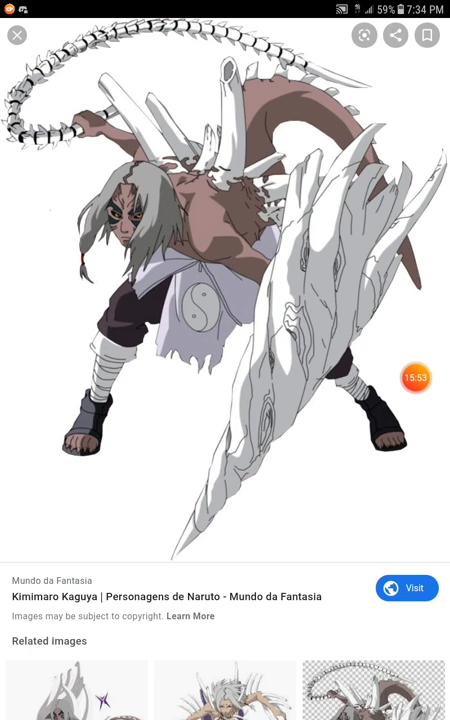 59% 7:34 PM
15:53
Mundo da Fantasia
Kimimaro Kaguya | Personagens de Naruto - Mundo da Fantasia
Visit
Images may be subject to copyright. Learn More
Related images